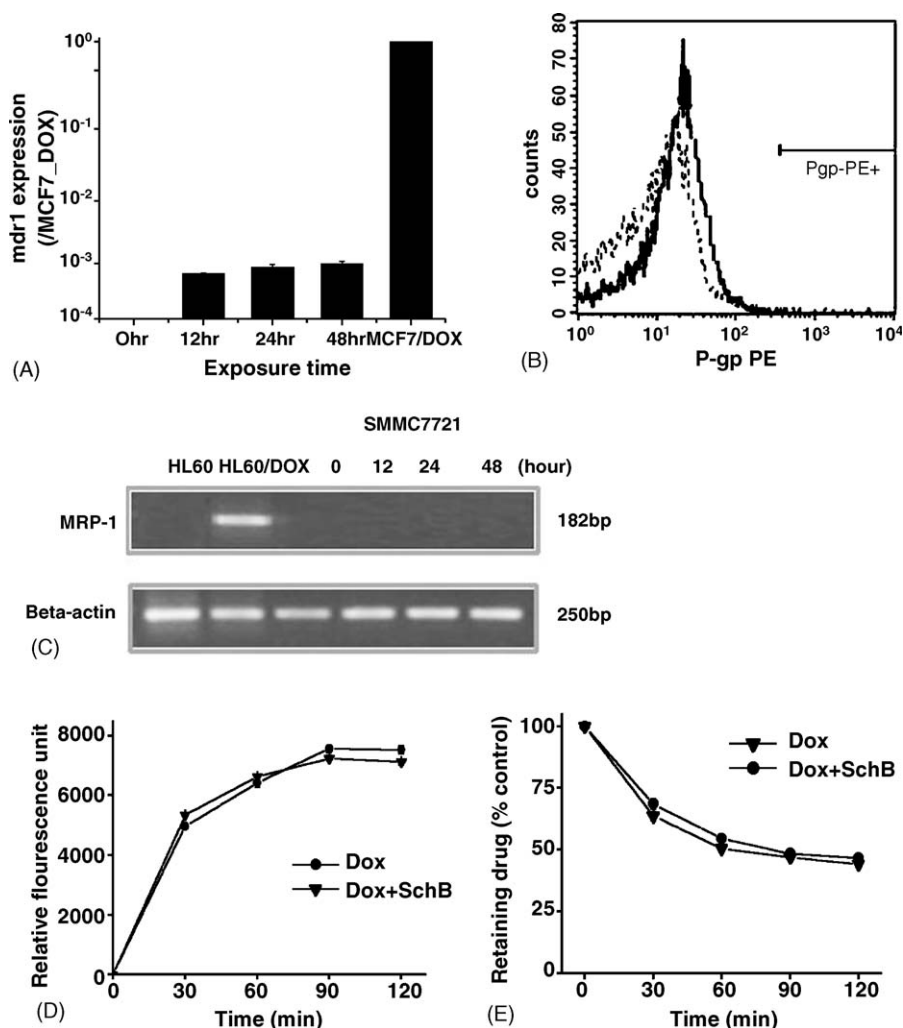 mdr1 expression
(/MCF7_DOX)
10⁰
10⁻¹
10⁻³
10⁻⁴
Ohr 12hr 24hr 48hr MCF7/DOX
Exposure time
(A)
counts
80
70
60
50
40
30
20
10
0
Pgp-PE+
10⁰ 10¹ 10² 10³ 10⁴
P-gp PE
(B)
SMMC7721
HL60 HL60/DOX 0 12 24 48 (hour)
MRP-1 182bp
Beta-actin 250bp
(C)
Relative flourescence unit
8000
6000
4000
2000
0
Dox
Dox+SchB
0 30 60 90 120
Time (min)
(D)
Retaining drug (% control)
100
75
50
25
0
Dox
Dox+SchB
0 30 60 90 120
Time (min)
(E)